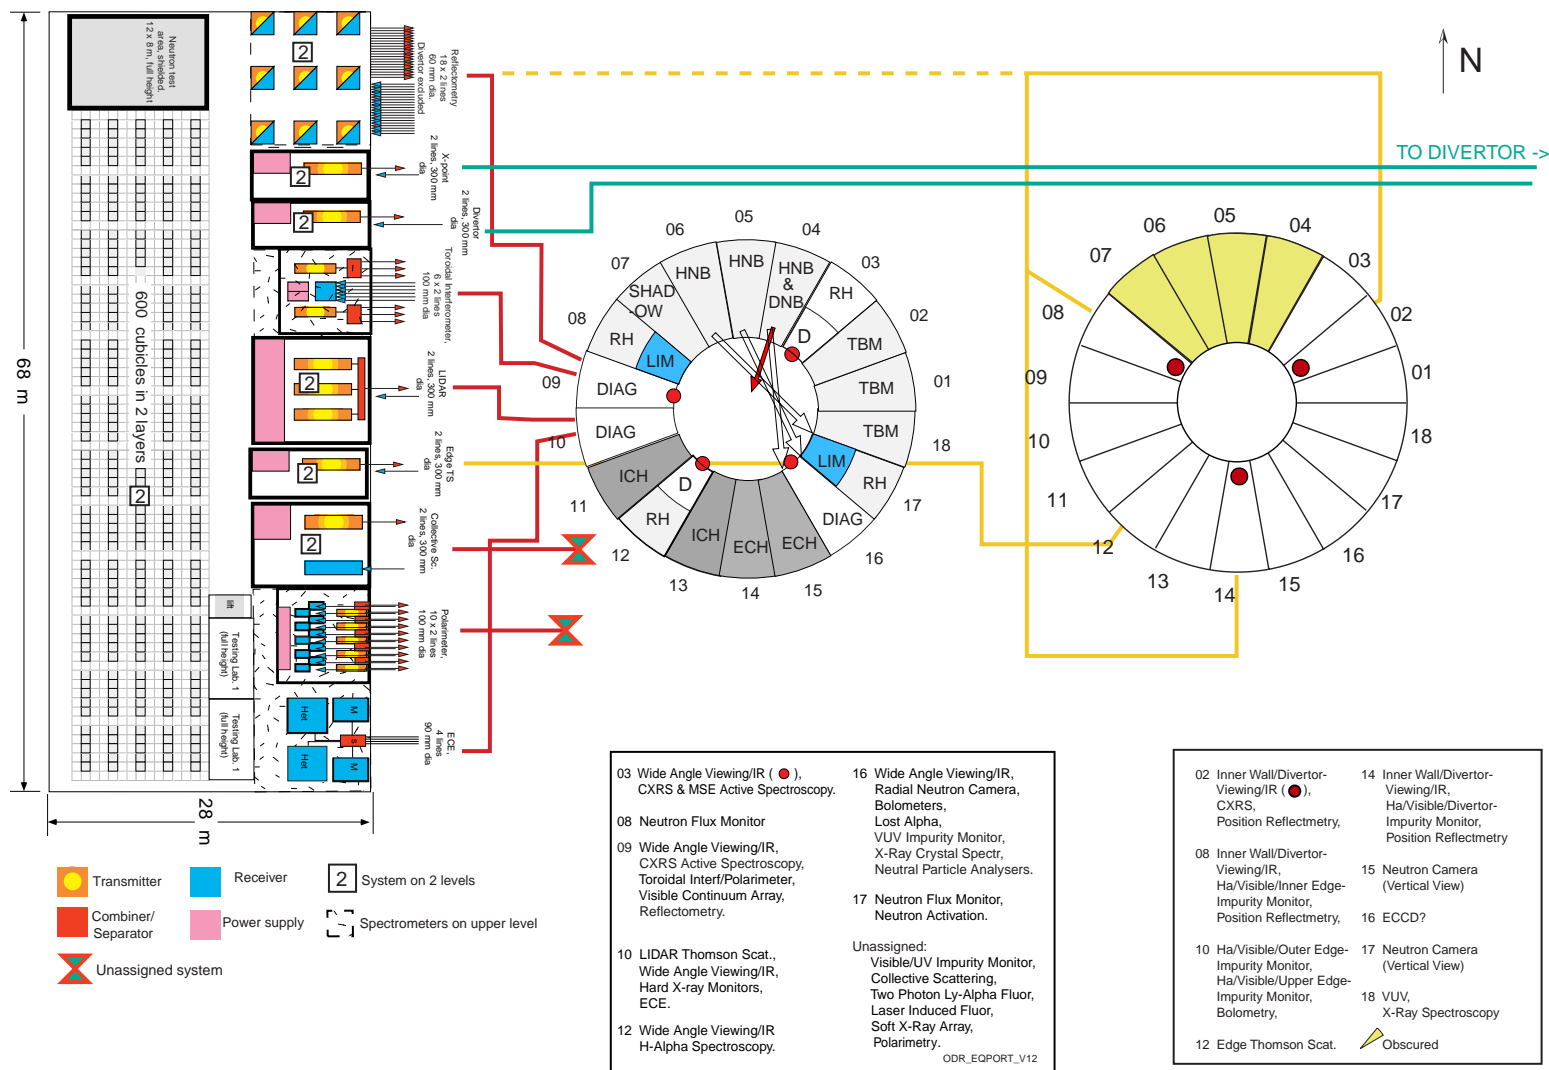 Neutron test
area, shielded.
12 x 8 m, full height
68 m
28 m
600 cubicles in 2 layers
2
2
2
2
2
2
2
2
Reflectometry
18 x 2 lines
60 mm dia.
Divertor excluded
X-point
2 lines, 300 mm
dia
Divertor
2 lines, 300 mm
dia
Toroidal Interferometer,
6 x 2 lines
100 mm dia
LIDAR
2 lines, 300 mm
dia
Edge TS
2 lines, 300 mm
dia
Collective Sc.
2 lines, 300 mm
dia
Polarimeter,
10 x 2 lines
100 mm dia
ECE,
4 lines
90 mm dia
lift
Testing Lab. 1
(full height)
Testing Lab. 1
(full height)
Het
Het
M
M
s
N
TO DIVERTOR ->
05
04
03
02
01
18
17
16
15
14
13
12
11
10
09
08
07
06
HNB
HNB
HNB
&
DNB
RH
D
TBM
TBM
TBM
LIM
RH
DIAG
ECH
ECH
ICH
D
RH
ICH
DIAG
DIAG
RH
LIM
SHAD
OW
05
04
03
02
01
18
17
16
15
14
13
12
11
10
09
08
07
06
Transmitter
Receiver
2 System on 2 levels
Combiner/
Separator
Power supply
Spectrometers on upper level
Unassigned system
03 Wide Angle Viewing/IR ( ),
CXRS & MSE Active Spectroscopy.
08 Neutron Flux Monitor
09 Wide Angle Viewing/IR,
CXRS Active Spectroscopy,
Toroidal Interf/Polarimeter,
Visible Continuum Array,
Reflectometry.
10 LIDAR Thomson Scat.,
Wide Angle Viewing/IR,
Hard X-ray Monitors,
ECE.
12 Wide Angle Viewing/IR
H-Alpha Spectroscopy.
16 Wide Angle Viewing/IR,
Radial Neutron Camera,
Bolometers,
Lost Alpha,
VUV Impurity Monitor,
X-Ray Crystal Spectr,
Neutral Particle Analysers.
17 Neutron Flux Monitor,
Neutron Activation.
Unassigned:
Visible/UV Impurity Monitor,
Collective Scattering,
Two Photon Ly-Alpha Fluor,
Laser Induced Fluor,
Soft X-Ray Array,
Polarimetry.
ODR_EQPORT_V12
02 Inner Wall/Divertor-
Viewing/IR ( ),
CXRS,
Position Reflectmetry,
08 Inner Wall/Divertor-
Viewing/IR,
Ha/Visible/Inner Edge-
Impurity Monitor,
Position Reflectmetry,
10 Ha/Visible/Outer Edge-
Impurity Monitor,
Ha/Visible/Upper Edge-
Impurity Monitor,
Bolometry,
12 Edge Thomson Scat.
14 Inner Wall/Divertor-
Viewing/IR,
Ha/Visible/Divertor-
Impurity Monitor,
Position Reflectmetry
15 Neutron Camera
(Vertical View)
16 ECCD?
17 Neutron Camera
(Vertical View)
18 VUV,
X-Ray Spectroscopy
Obscured